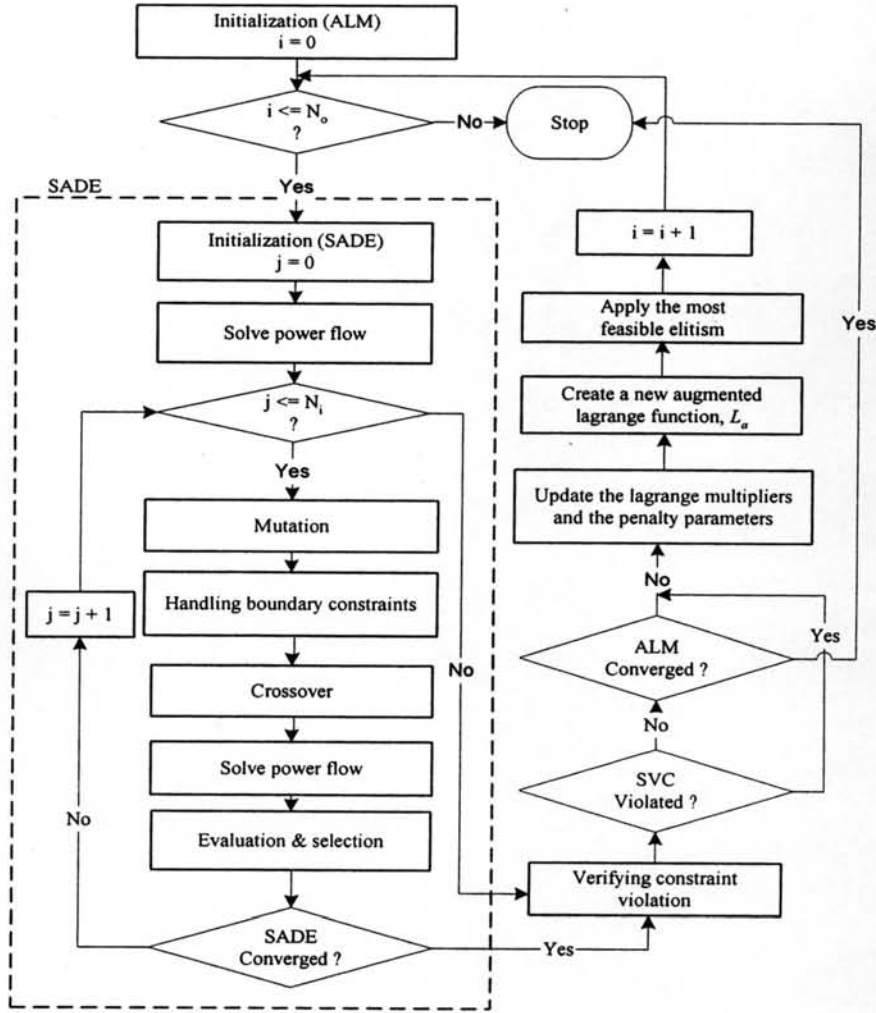 Initialization (ALM)
i = 0
i <= N_o
?
No
Stop
Yes
SADE
Initialization (SADE)
j = 0
Solve power flow
j <= N_i
?
Yes
Mutation
Handling boundary constraints
j = j + 1
Crossover
No
Solve power flow
No
Evaluation & selection
SADE
Converged ?
Yes
i = i + 1
Apply the most
feasible elitism
Yes
Create a new augmented
lagrange function, L_a
Update the lagrange multipliers
and the penalty parameters
No
ALM
Converged ?
Yes
No
SVC
Violated ?
Verifying constraint
violation